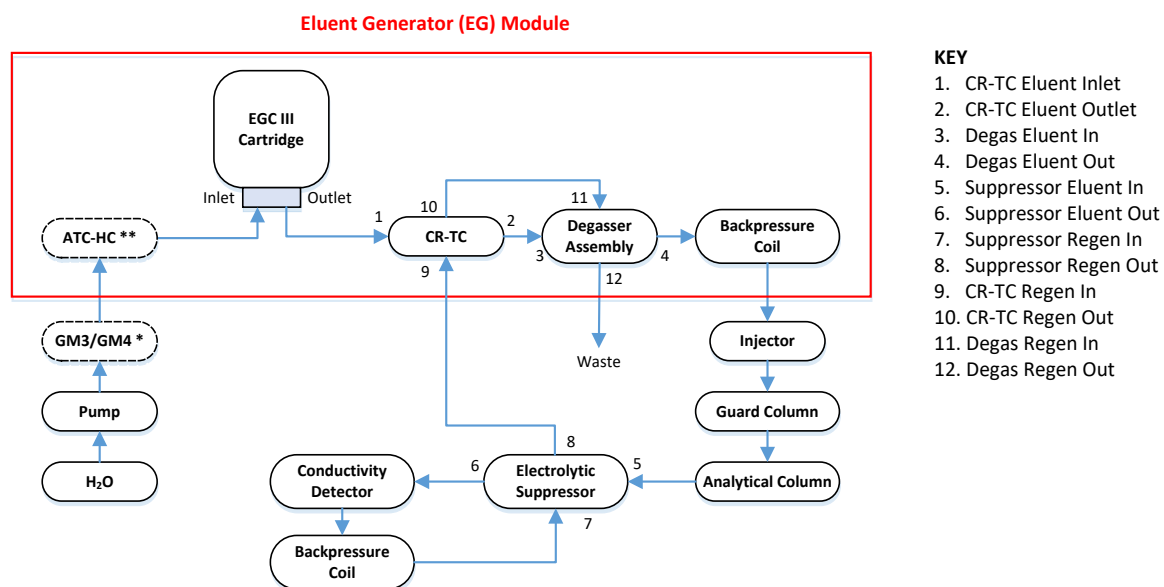 Eluent Generator (EG) Module
EGC III
Cartridge
Inlet
Outlet
ATC-HC **
1
10
CR-TC
9
2
11
3
Degasser
Assembly
12
4
Backpressure
Coil
GM3/GM4 *
Waste
Injector
Pump
Guard Column
H₂O
Conductivity
Detector
6
8
Electrolytic
Suppressor
5
7
Analytical Column
Backpressure
Coil
KEY
1. CR-TC Eluent Inlet
2. CR-TC Eluent Outlet
3. Degas Eluent In
4. Degas Eluent Out
5. Suppressor Eluent In
6. Suppressor Eluent Out
7. Suppressor Regen In
8. Suppressor Regen Out
9. CR-TC Regen In
10. CR-TC Regen Out
11. Degas Regen In
12. Degas Regen Out